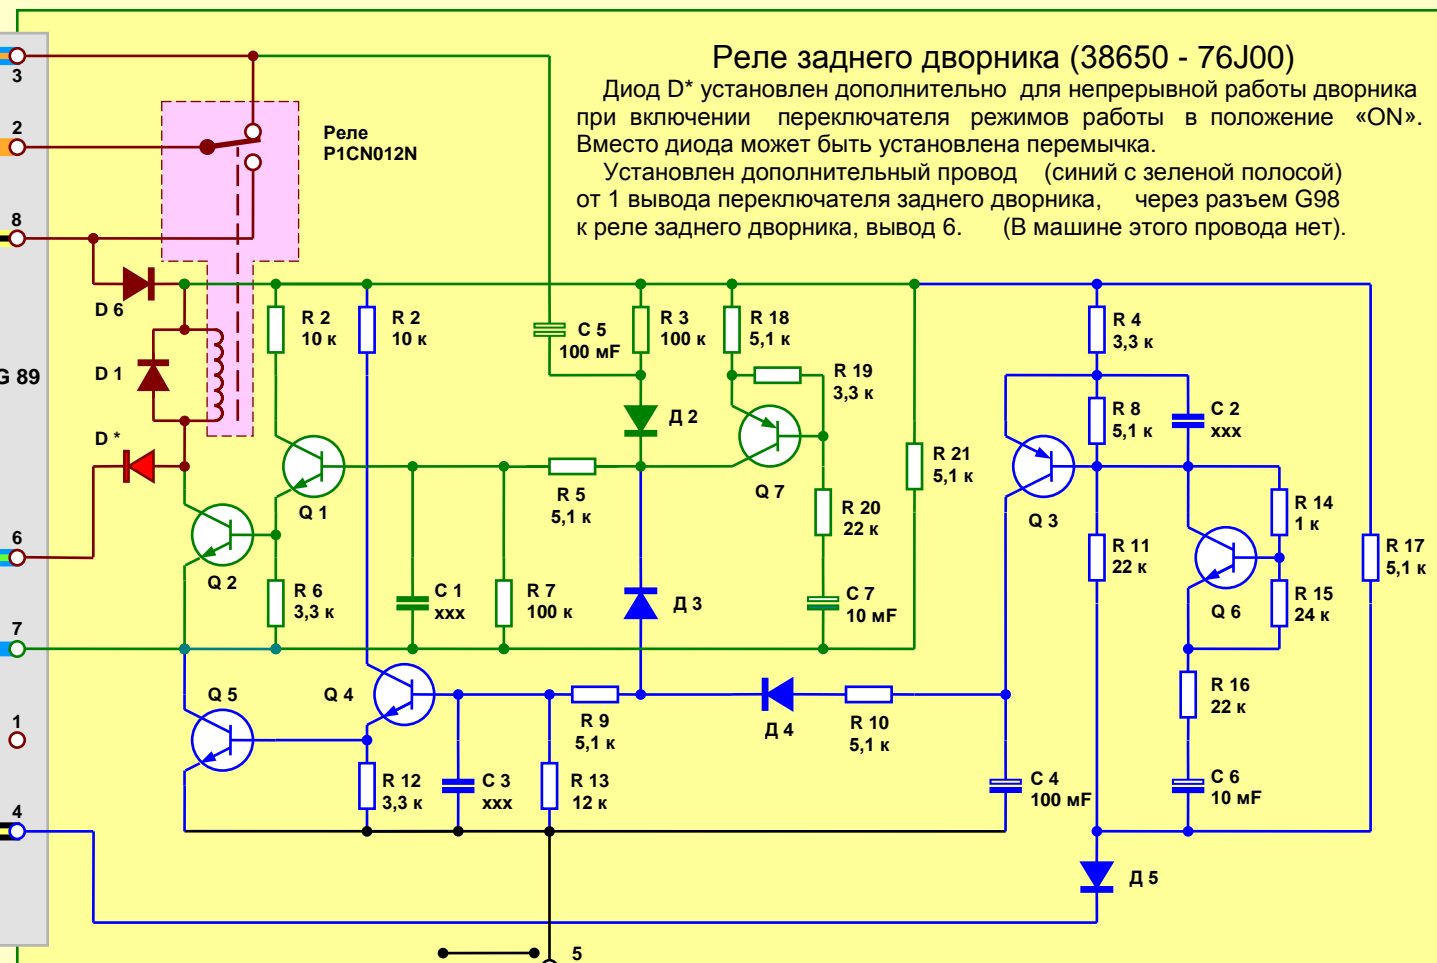 Реле заднего дворника (38650 - 76J00)
Диод D* установлен дополнительно для непрерывной работы дворника
при включении переключателя режимов работы в положение «ON».
Вместо диода может быть установлена перемычка.
Установлен дополнительный провод (синий с зеленой полосой)
от 1 вывода переключателя заднего дворника, через разъем G98
к реле заднего дворника, вывод 6. (В машине этого провода нет).
3
2
Реле
P1CN012N
8
D 6
R 2
10 к
R 2
10 к
C 5
100 мF
R 3
100 к
R 18
5,1 к
R 4
3,3 к
G 89
D 1
R 19
3,3 к
Д 2
R 8
5,1 к
C 2
xxx
D *
R 21
5,1 к
Q 1
R 5
5,1 к
Q 7
R 20
22 к
Q 3
R 14
1 к
6
Q 2
R 11
22 к
R 17
5,1 к
R 6
3,3 к
C 1
xxx
R 7
100 к
Д 3
C 7
10 мF
Q 6
R 15
24 к
7
Q 5
Q 4
R 9
5,1 к
Д 4
R 10
5,1 к
R 16
22 к
1
R 12
3,3 к
C 3
xxx
R 13
12 к
C 4
100 мF
C 6
10 мF
4
Д 5
5